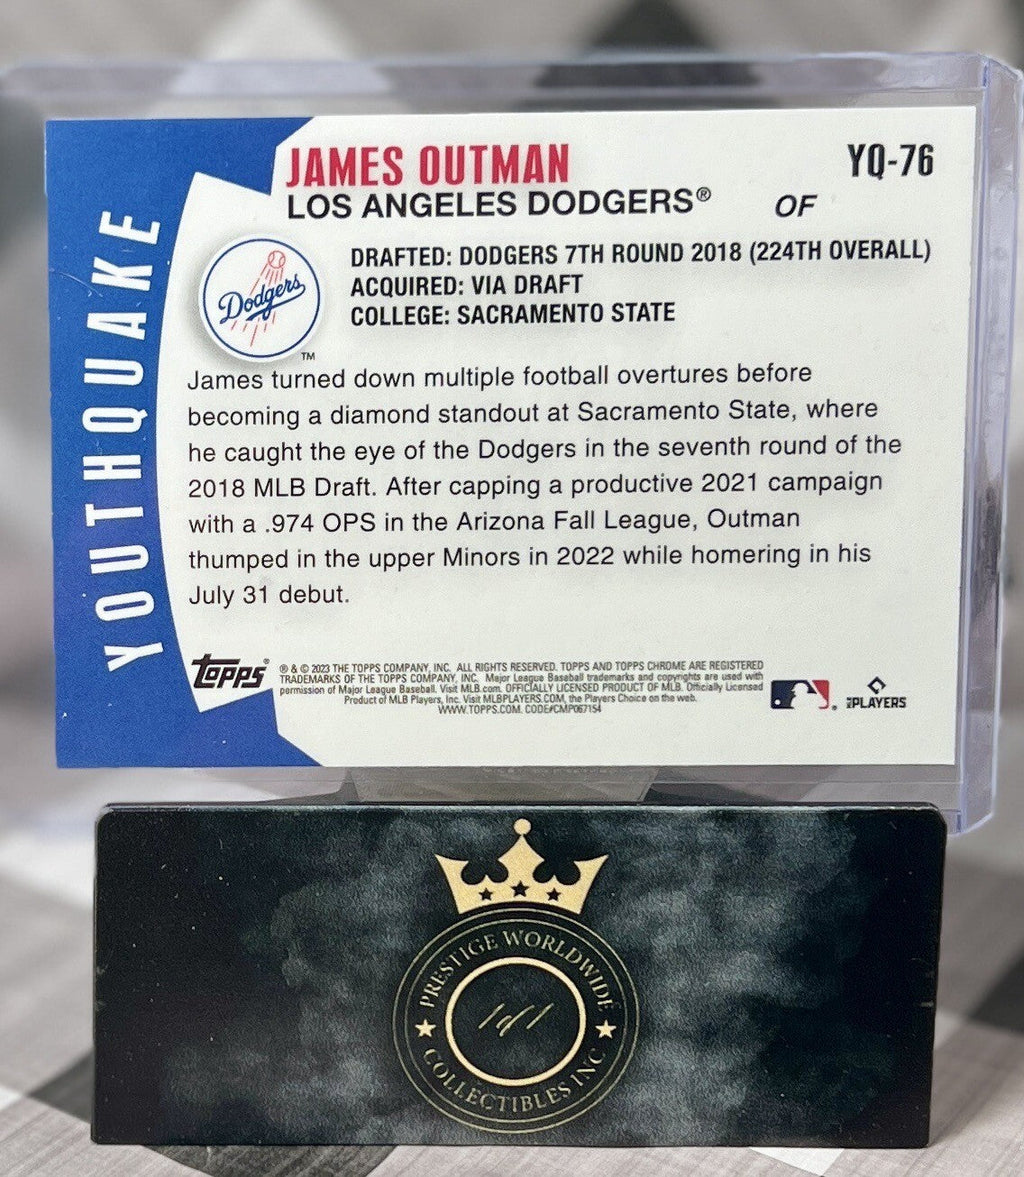 YOUTHQUAKE
JAMES OUTMAN
YQ-76
LOS ANGELES DODGERS®
OF
Dodgers
TM
DRAFTED: DODGERS 7TH ROUND 2018 (224TH OVERALL)
ACQUIRED: VIA DRAFT
COLLEGE: SACRAMENTO STATE
James turned down multiple football overtures before
becoming a diamond standout at Sacramento State, where
he caught the eye of the Dodgers in the seventh round of the
2018 MLB Draft. After capping a productive 2021 campaign
with a .974 OPS in the Arizona Fall League, Outman
thumped in the upper Minors in 2022 while homering in his
July 31 debut.
Topps®
® & © 2023 THE TOPPS COMPANY, INC. ALL RIGHTS RESERVED. TOPPS AND TOPPS CHROME ARE REGISTERED
TRADEMARKS OF THE TOPPS COMPANY, INC. Major League Baseball trademarks and copyrights are used with
permission of Major League Baseball. Visit MLB.com. OFFICIALLY LICENSED PRODUCT OF MLB. Officially Licensed
Product of MLB Players, Inc. Visit MLBPLAYERS.COM, the Players Choice on the web.
WWW.TOPPS.COM. CODE#CMP067154
PLAYERS
PRESTIGE WORLDWIDE
1of1
COLLECTIBLES INC